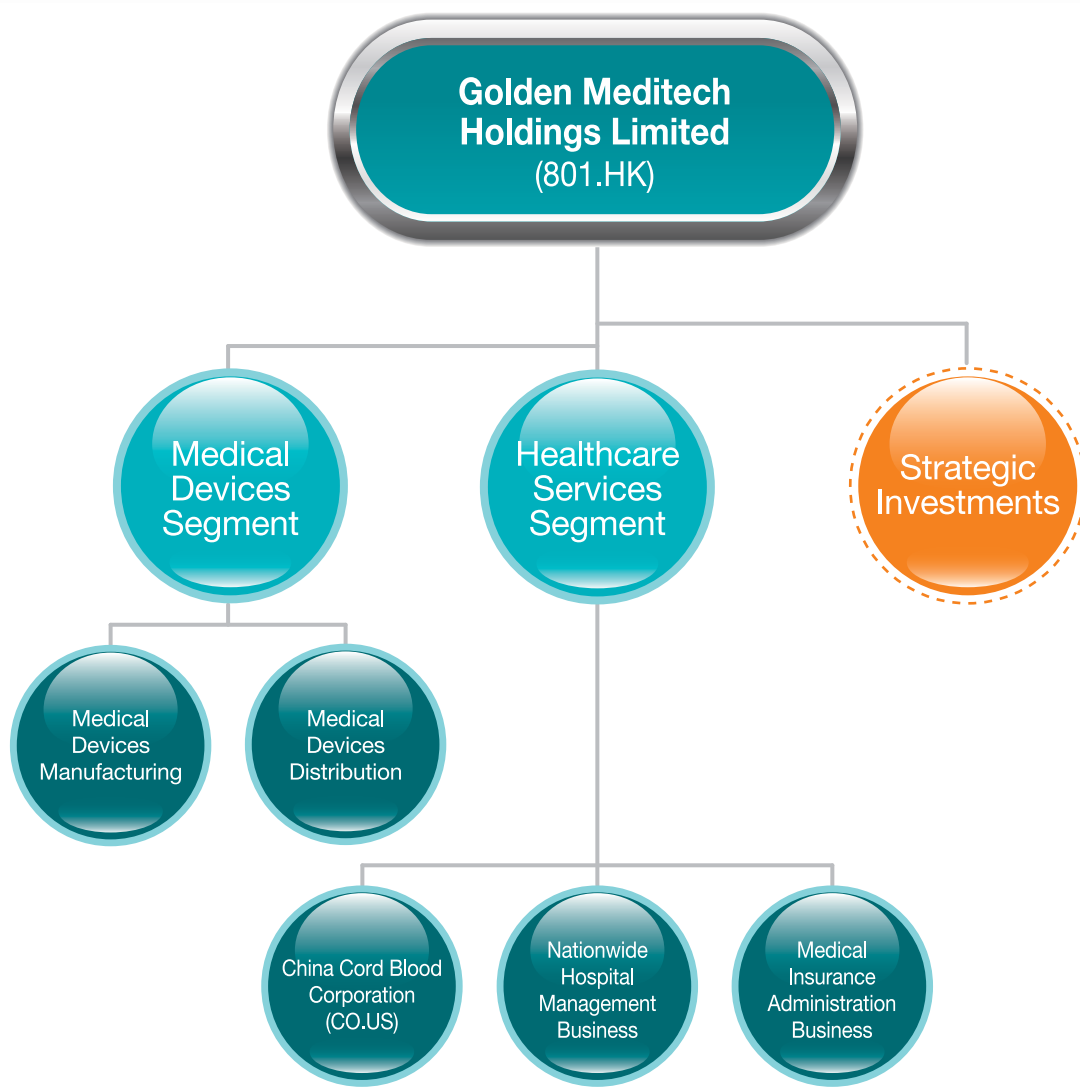 Golden Meditech
Holdings Limited
(801.HK)
Medical
Devices
Segment
Healthcare
Services
Segment
Strategic
Investments
Medical
Devices
Manufacturing
Medical
Devices
Distribution
China Cord Blood
Corporation
(CO.US)
Nationwide
Hospital
Management
Business
Medical
Insurance
Administration
Business